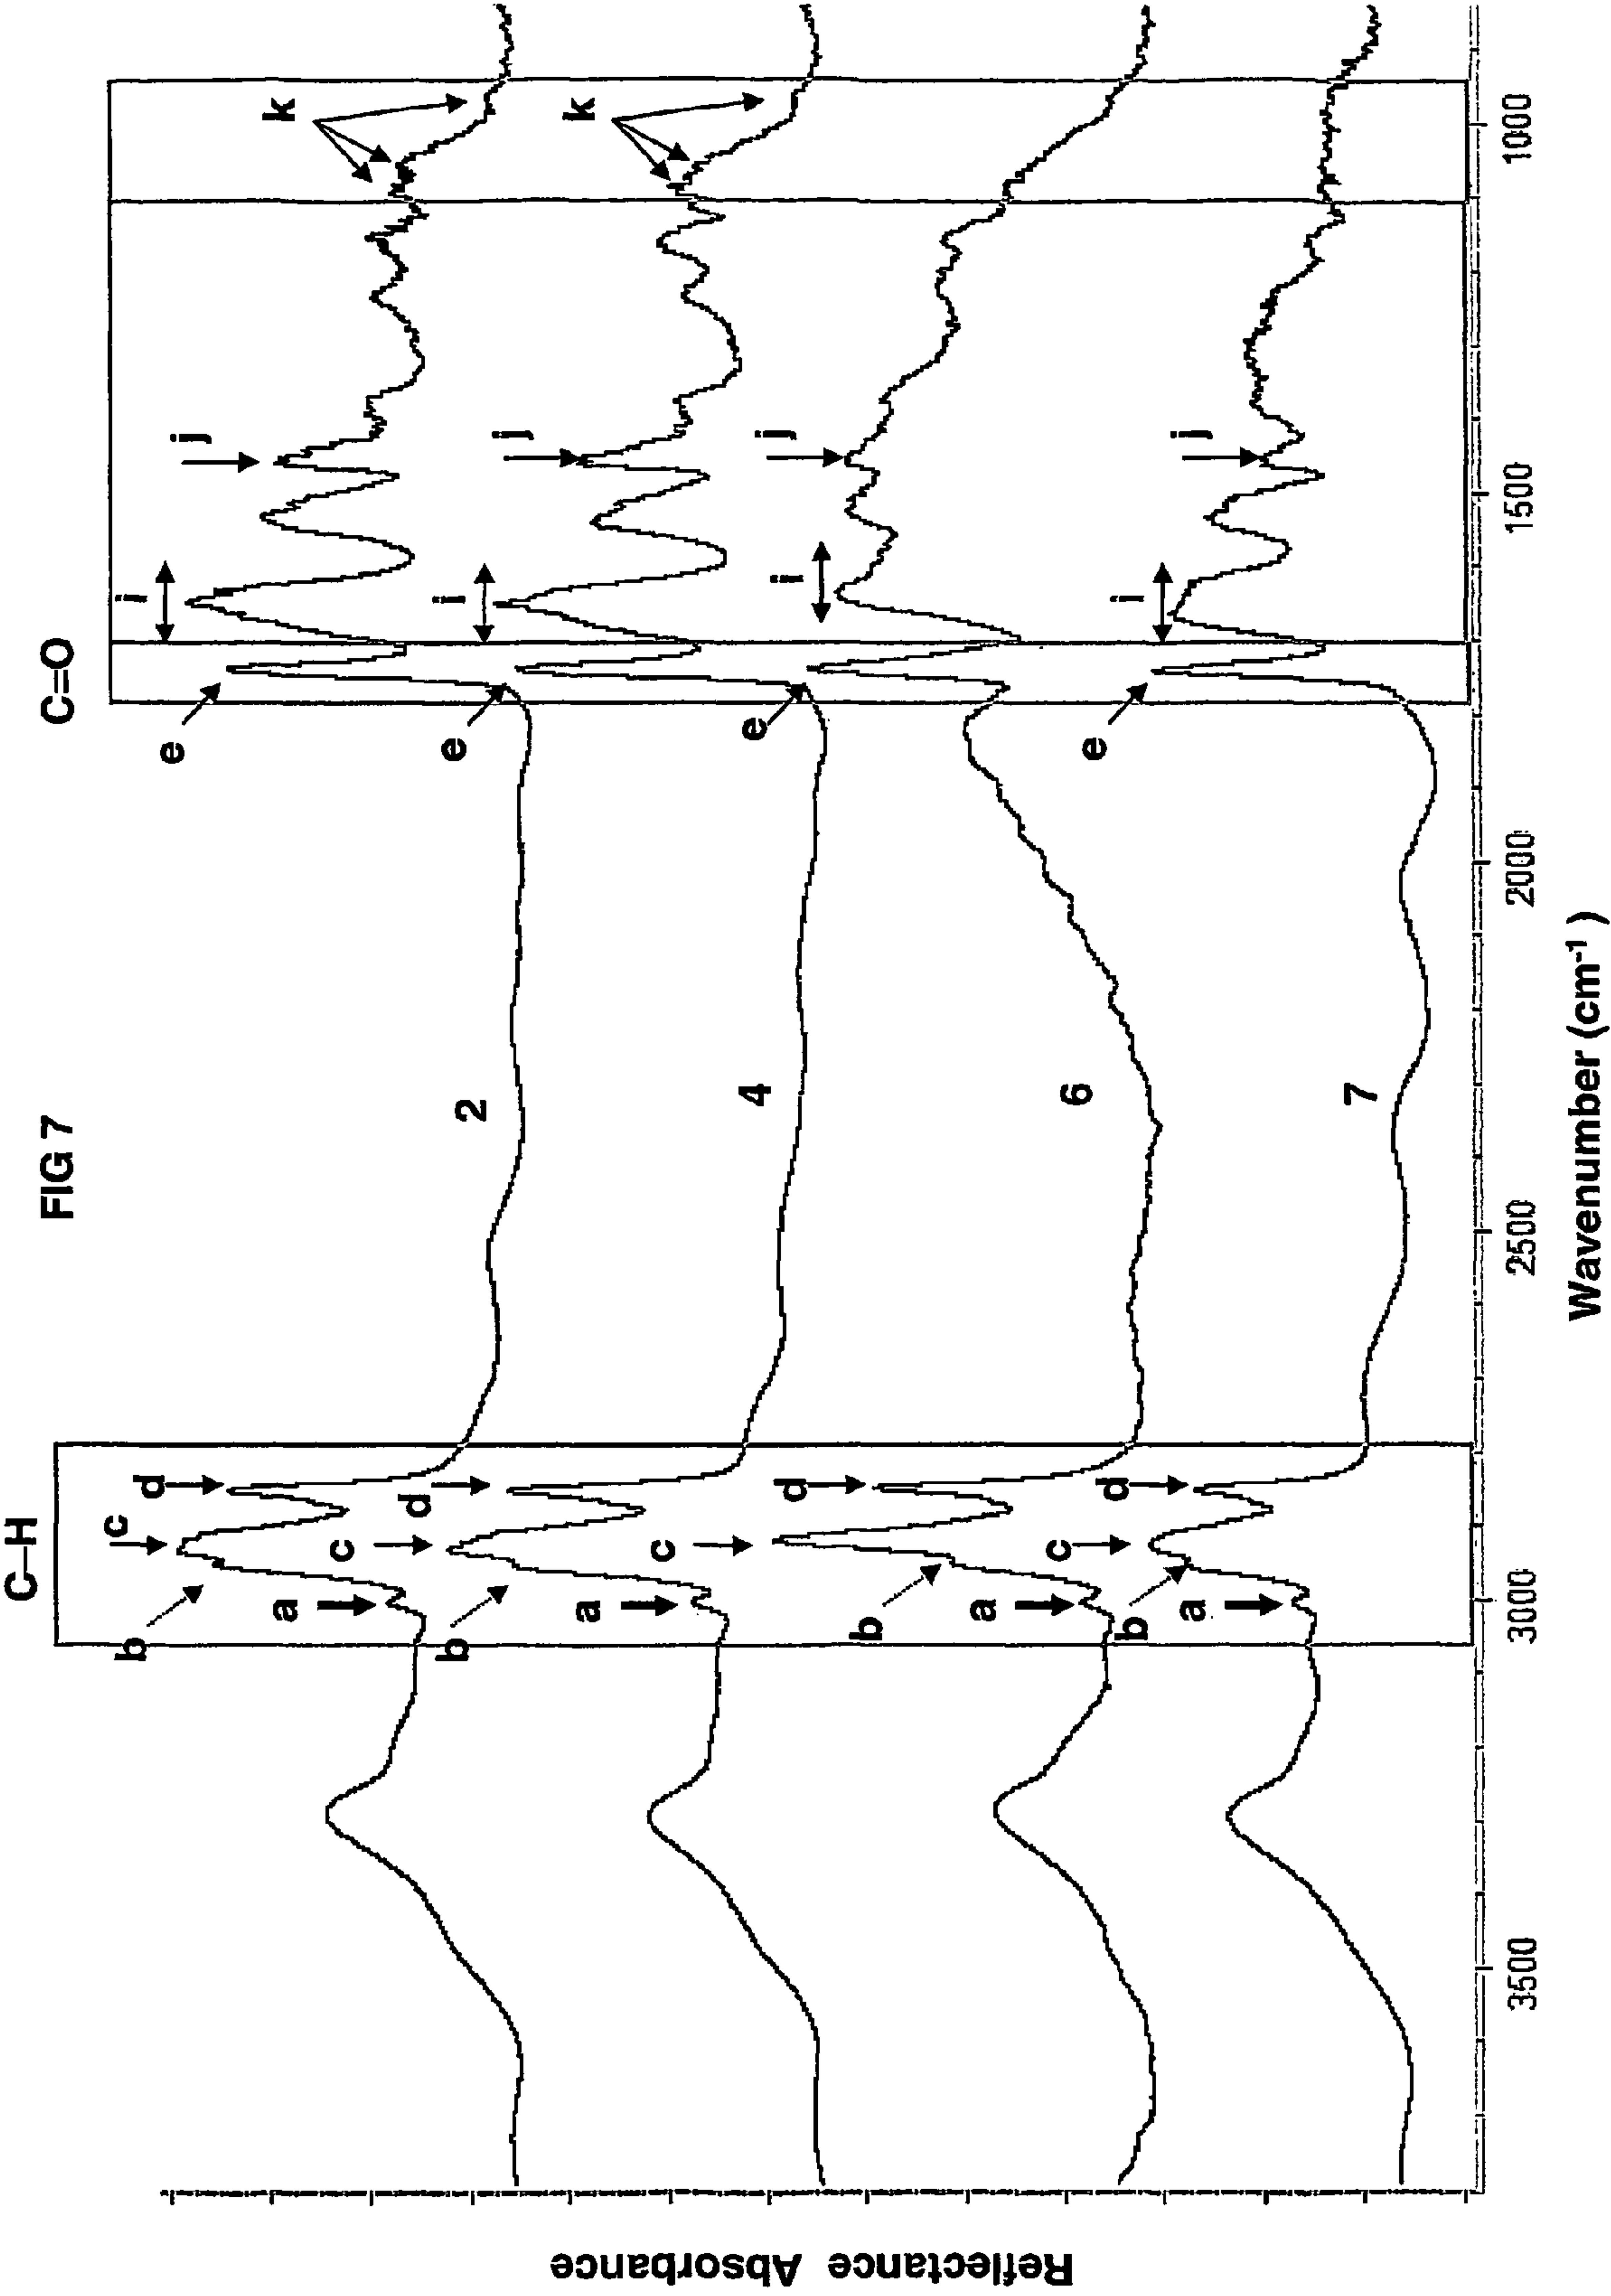 FIG 7
C–H
C=O
b
c
d
a
e
i
j
k
2
b
c
d
a
e
i
j
k
4
b
c
d
a
e
i
j
6
b
c
d
a
e
i
j
7
3500
3000
2500
2000
1500
1000
Wavenumber (cm-1)
Reflectance Absorbance